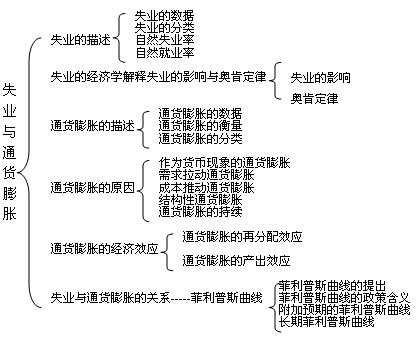 失业与通货膨胀
失业的描述
失业的数据
失业的分类
自然失业率
自然就业率
失业的经济学解释失业的影响与奥肯定律
失业的影响
奥肯定律
通货膨胀的描述
通货膨胀的数据
通货膨胀的衡量
通货膨胀的分类
通货膨胀的原因
作为货币现象的通货膨胀
需求拉动通货膨胀
成本推动通货膨胀
结构性通货膨胀
通货膨胀的持续
通货膨胀的经济效应
通货膨胀的再分配效应
通货膨胀的产出效应
失业与通货膨胀的关系-----菲利普斯曲线
菲利普斯曲线的提出
菲利普斯曲线的政策含义
附加预期的菲利普斯曲线
长期菲利普斯曲线